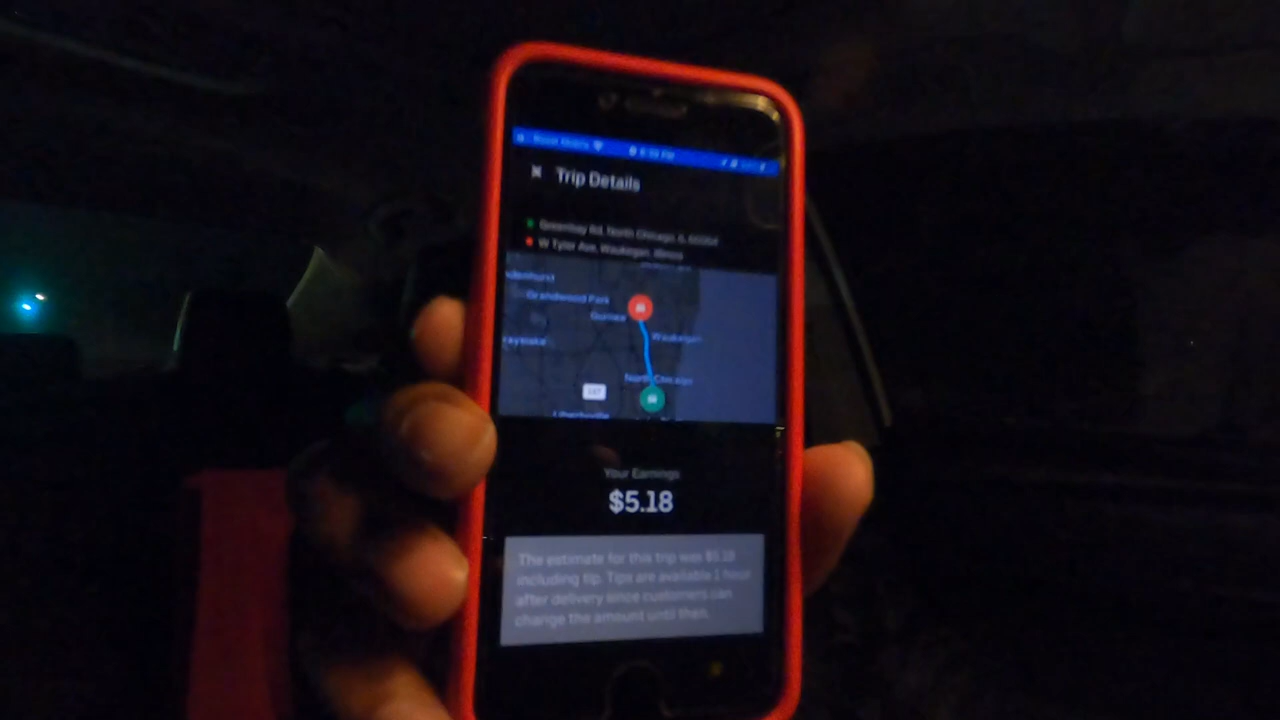 Boost Mobile
Trip Details
Greenbay Rd, North Chicago, IL
W Tyler Ave, Waukegan, Illinois
Grandwood Park
Gurnee
Waukegan
North Chicago
Your Earnings
$5.18
The estimate for this trip was $5.18
including tip. Tips are available 1 hour
after delivery since customers can
change the amount until then.